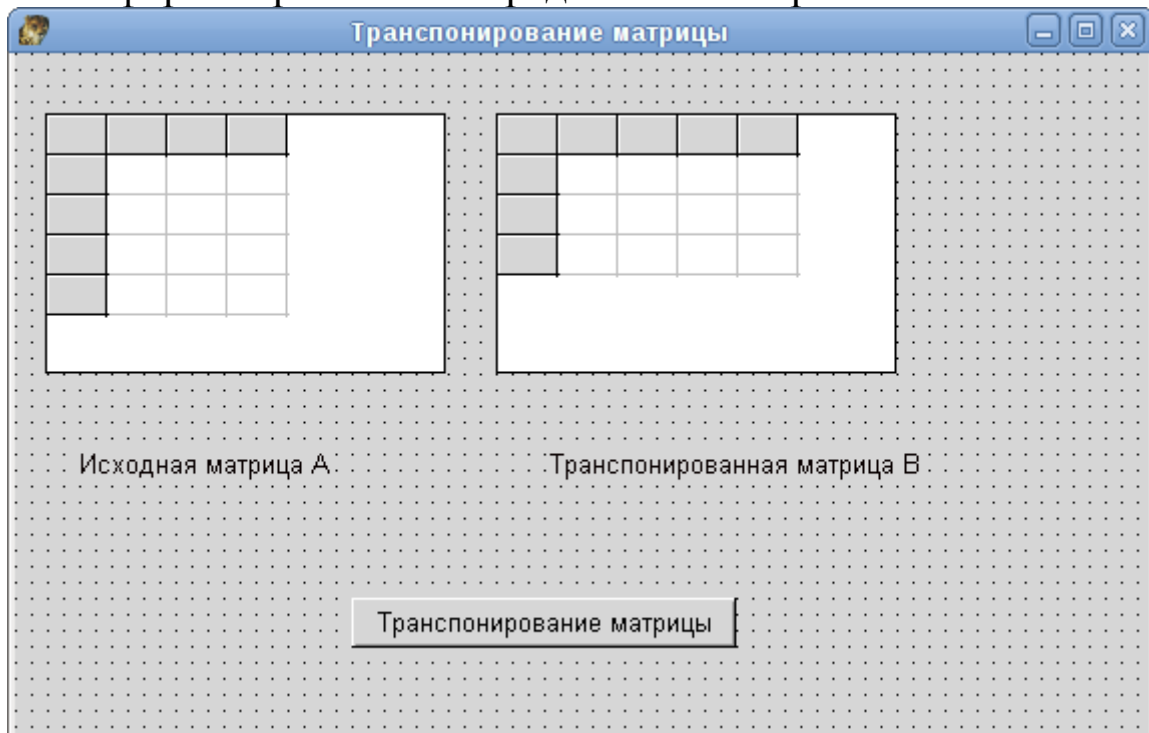 Транспонирование матрицы
Исходная матрица A
Транспонированная матрица B
Транспонирование матрицы